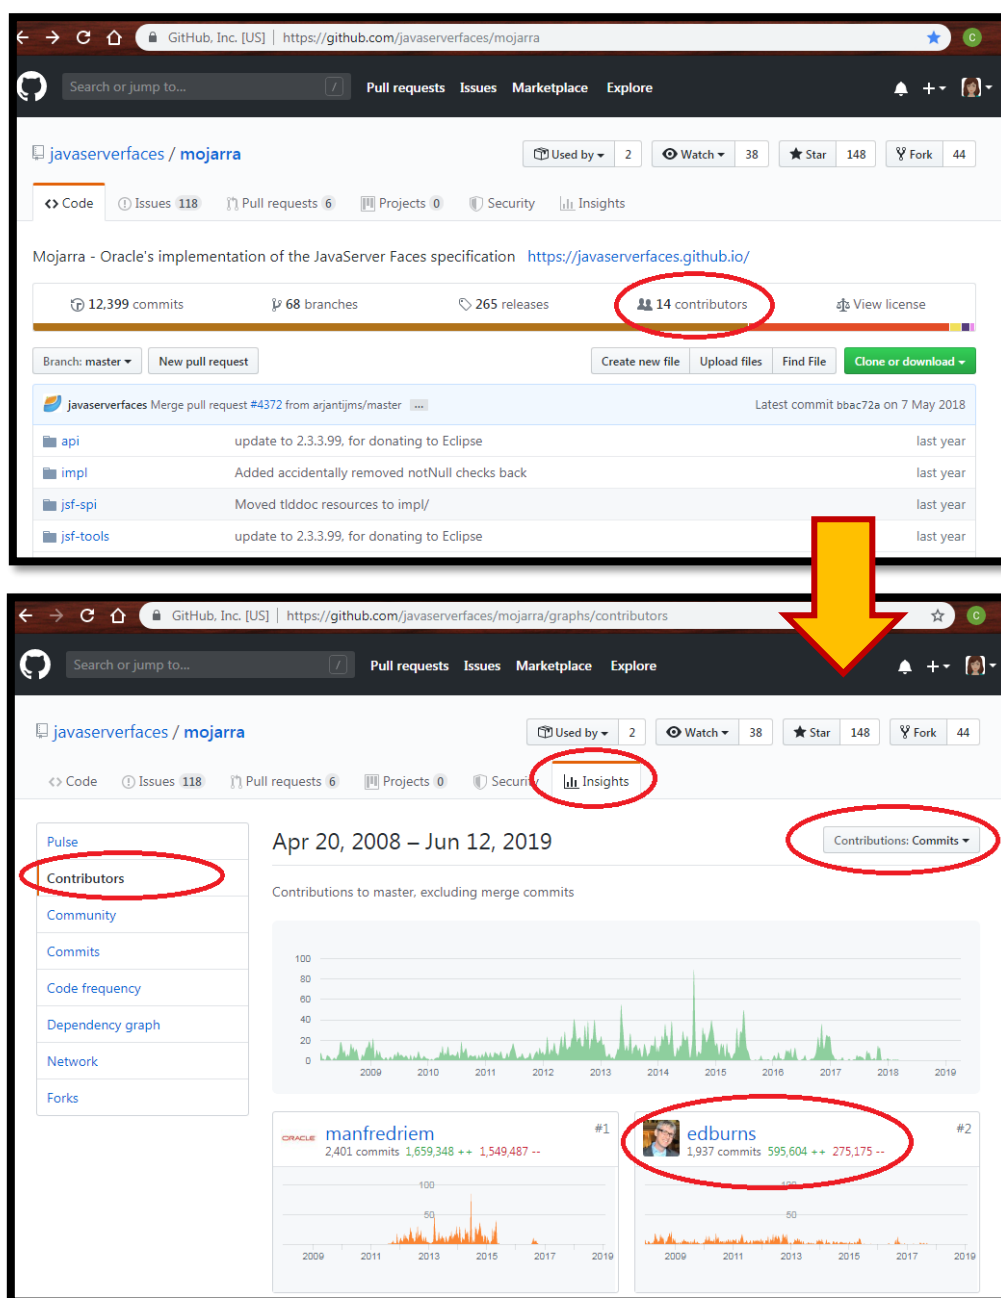 GitHub, Inc. [US] | https://github.com/javaserverfaces/mojarra C
Search or jump to... / Pull requests Issues Marketplace Explore
javaserverfaces / mojarra Used by 2 Watch 38 Star 148 Fork 44
Code Issues 118 Pull requests 6 Projects 0 Security Insights
Mojarra - Oracle's implementation of the JavaServer Faces specification https://javaserverfaces.github.io/
12,399 commits 68 branches 265 releases 14 contributors View license
Branch: master New pull request Create new file Upload files Find File Clone or download
javaserverfaces Merge pull request #4372 from arjantijms/master ... Latest commit bbac72a on 7 May 2018
api update to 2.3.3.99, for donating to Eclipse last year
impl Added accidentally removed notNull checks back last year
jsf-spi Moved tlddoc resources to impl/ last year
jsf-tools update to 2.3.3.99, for donating to Eclipse last year
GitHub, Inc. [US] | https://github.com/javaserverfaces/mojarra/graphs/contributors C
Search or jump to... / Pull requests Issues Marketplace Explore
javaserverfaces / mojarra Used by 2 Watch 38 Star 148 Fork 44
Code Issues 118 Pull requests 6 Projects 0 Security Insights
Pulse
Contributors
Community
Commits
Code frequency
Dependency graph
Network
Forks
Apr 20, 2008 – Jun 12, 2019 Contributions: Commits
Contributions to master, excluding merge commits
100
80
60
40
20
0
2009 2010 2011 2012 2013 2014 2015 2016 2017 2018 2019
ORACLE manfredriem #1
2,401 commits 1,659,348 ++ 1,549,487 --
100
50
2009 2011 2013 2015 2017 2019
edburns #2
1,937 commits 595,604 ++ 275,175 --
100
50
2009 2011 2013 2015 2017 2019